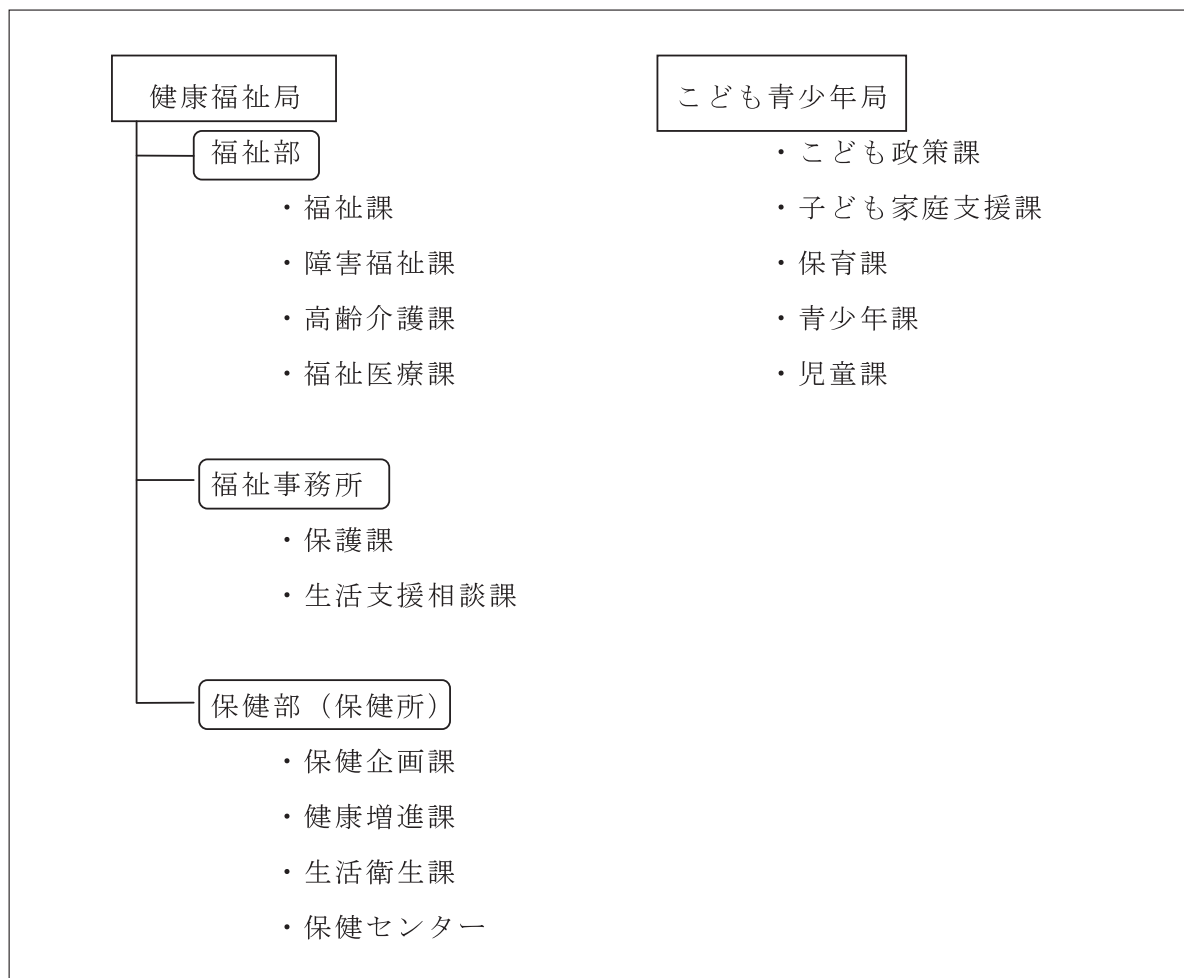 健康福祉局
福祉部
・福祉課
・障害福祉課
・高齢介護課
・福祉医療課
福祉事務所
・保護課
・生活支援相談課
保健部（保健所）
・保健企画課
・健康増進課
・生活衛生課
・保健センター
こども青少年局
・こども政策課
・子ども家庭支援課
・保育課
・青少年課
・児童課